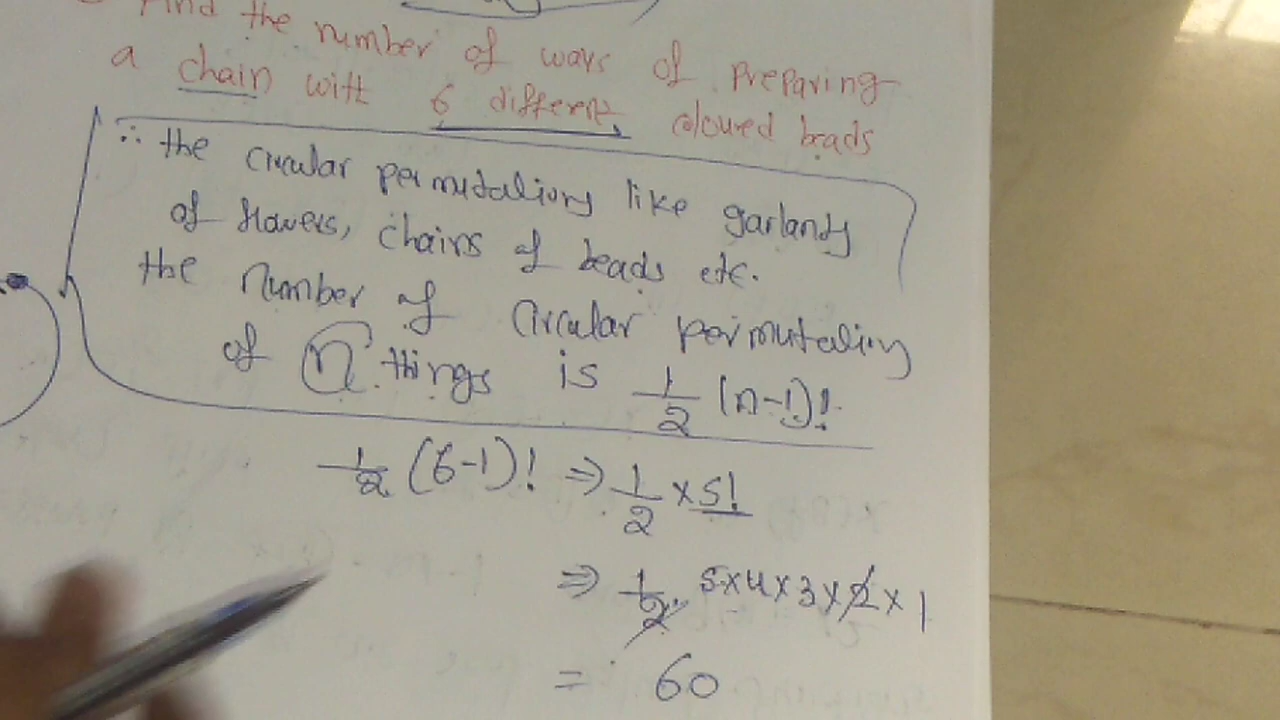 Find the number of ways of preparing
a chain with 6 different coloured beads
∴ the circular permutations like garlands
of flowers, chains of beads etc.
the number of circular permutations
of n things is 1/2 (n-1)!
1/2 (6-1)! ⇒ 1/2 × 5!
⇒ 1/2 5×4×3×2×1
= 60